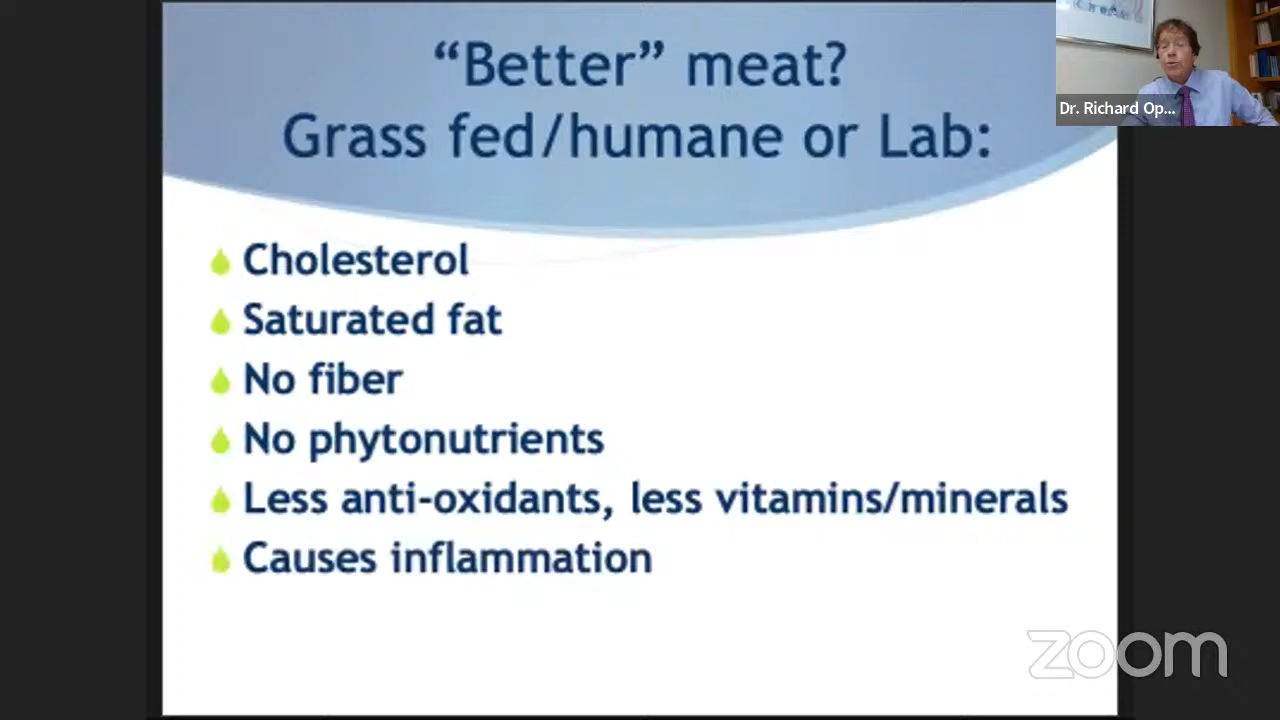 “Better” meat?
Grass fed/humane or Lab:
Dr. Richard Op...
Cholesterol
Saturated fat
No fiber
No phytonutrients
Less anti-oxidants, less vitamins/minerals
Causes inflammation
zoom